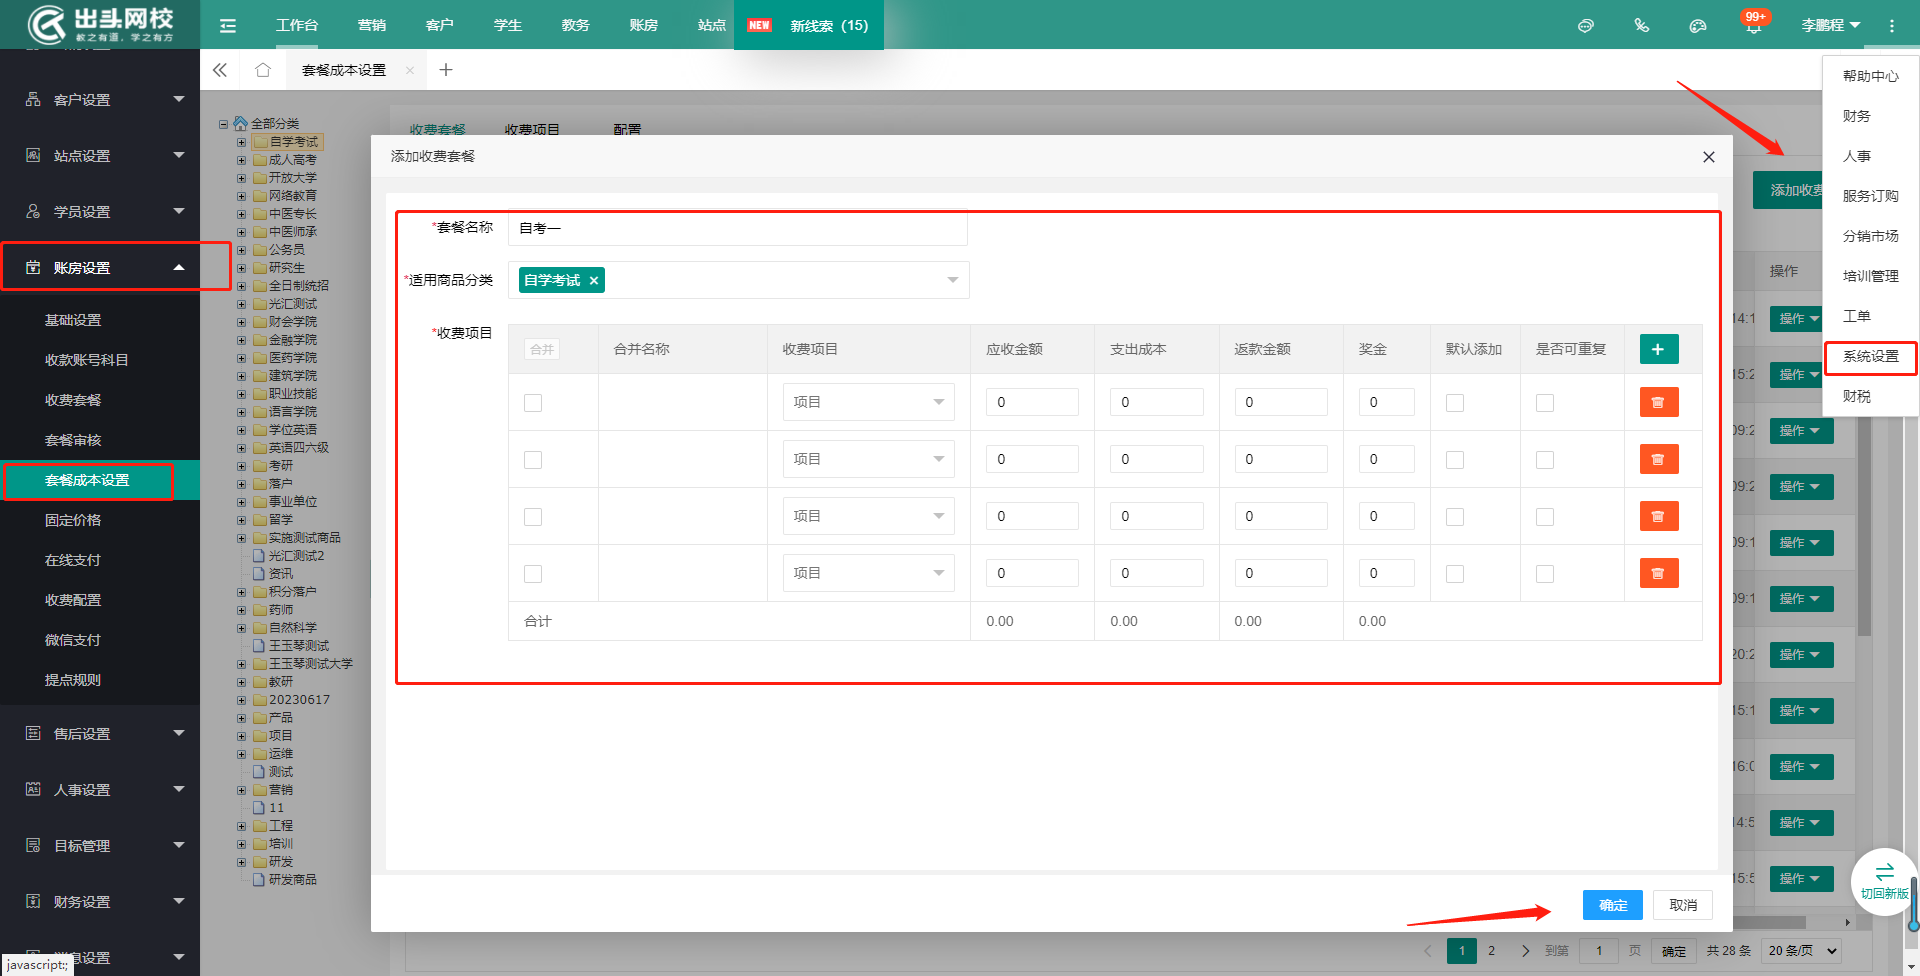 出头网校
教之有道，学之有方
工作台
营销
客户
学生
教务
账房
站点
NEW
新线索（15）
99+
李鹏程
套餐成本设置
客户设置
站点设置
学员设置
账房设置
基础设置
收款账号科目
收费套餐
套餐审核
套餐成本设置
固定价格
在线支付
收费配置
微信支付
提点规则
售后设置
人事设置
目标管理
财务设置
息设置
javascript:;
全部分类
自学考试
成人高考
开放大学
网络教育
中医专长
中医师承
公务员
研究生
全日制统招
光汇测试
财会学院
金融学院
医药学院
建筑学院
职业技能
语言学院
学位英语
英语四六级
考研
落户
事业单位
留学
实施测试商品
光汇测试2
资讯
积分落户
药师
自然科学
王玉琴测试
王玉琴测试大学
教研
20230617
产品
项目
运维
测试
营销
11
工程
培训
研发
研发商品
收费套餐
收费项目
配置
添加收费套餐
*套餐名称
自考一
*适用商品分类
自学考试 ×
*收费项目
合并
合并名称
收费项目
应收金额
支出成本
返款金额
奖金
默认添加
是否可重复
+
项目
0
0
0
0
项目
0
0
0
0
项目
0
0
0
0
项目
0
0
0
0
合计
0.00
0.00
0.00
0.00
确定
取消
添加收费
操作
14:1
操作
15:2
操作
09:2
操作
09:2
操作
09:1
操作
09:1
操作
20:2
操作
15:1
操作
16:0
操作
14:5
操作
15:5
操作
帮助中心
财务
人事
服务订购
分销市场
培训管理
工单
系统设置
财税
切回新版
1
2
到第
1
页
确定
共 28 条
20 条/页